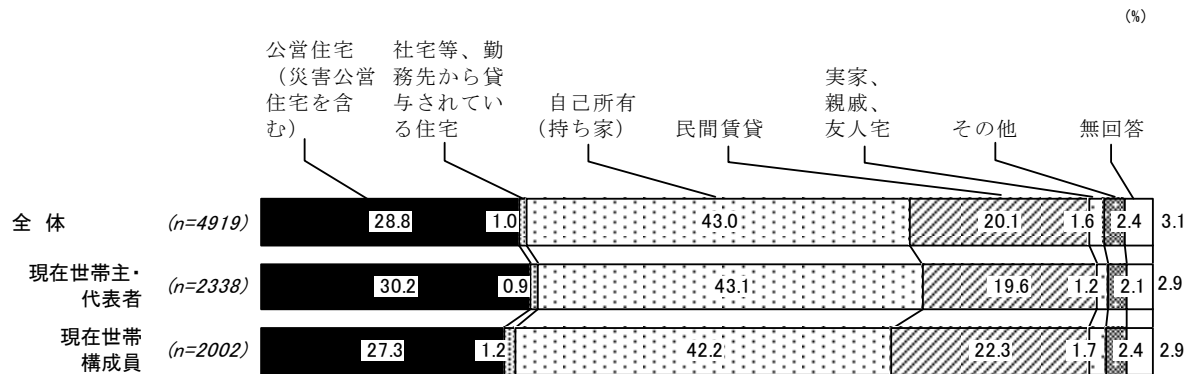 (%)
公営住宅
（災害公営
住宅を含
む）
社宅等、勤
務先から貸
与されてい
る住宅
自己所有
（持ち家）
民間賃貸
実家、
親戚、
友人宅
その他
無回答
全 体 (n=4919) 28.8 1.0 43.0 20.1 1.6 2.4 3.1
現在世帯主・
代表者 (n=2338) 30.2 0.9 43.1 19.6 1.2 2.1 2.9
現在世帯
構成員 (n=2002) 27.3 1.2 42.2 22.3 1.7 2.4 2.9